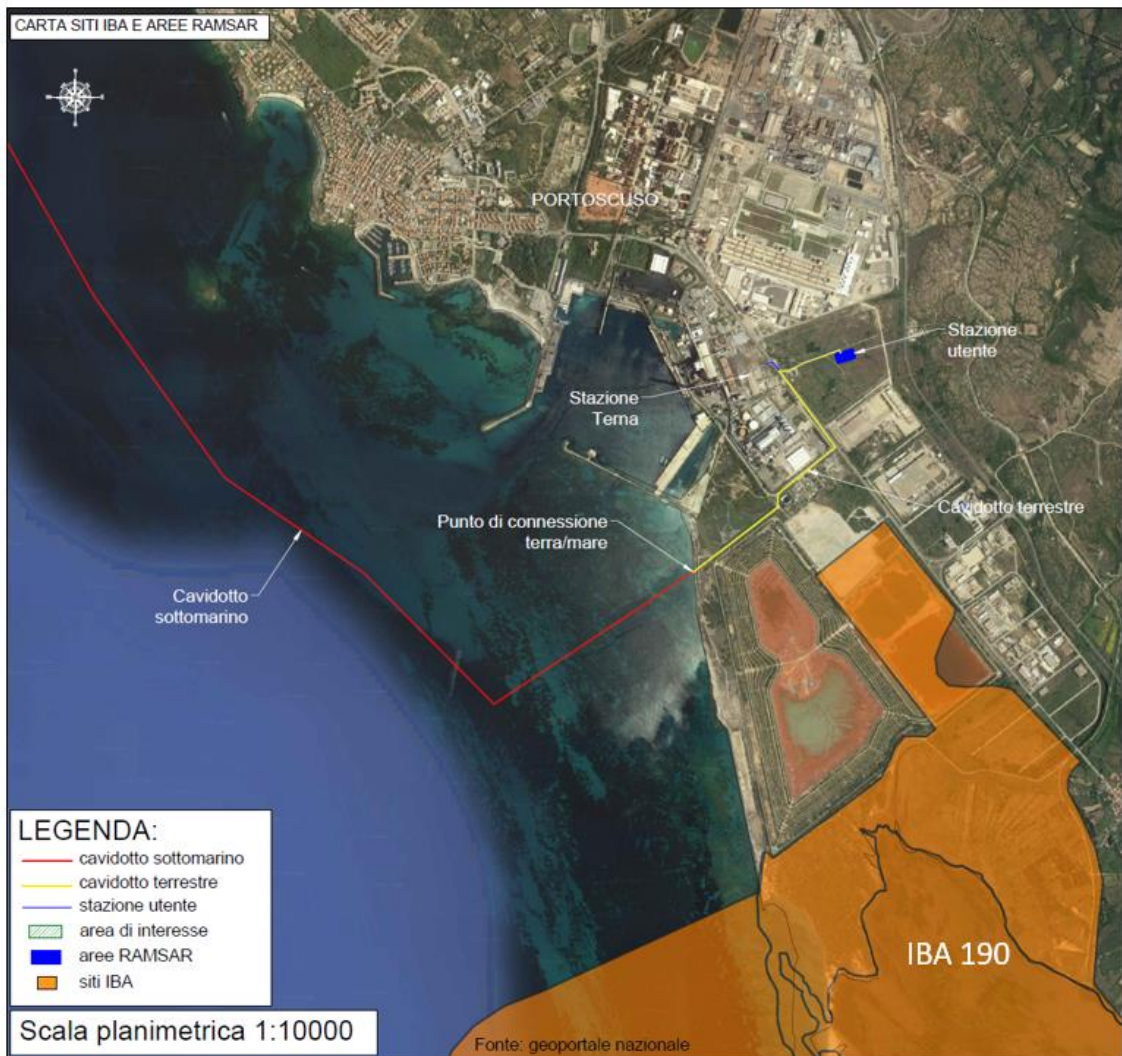 CARTA SITI IBA E AREE RAMSAR
PORTOSCUSO
Stazione
utente
Stazione
Terna
Cavidotto terrestre
Punto di connessione
terra/mare
Cavidotto
sottomarino
LEGENDA:
cavidotto sottomarino
cavidotto terrestre
stazione utente
area di interesse
aree RAMSAR
siti IBA
IBA 190
Scala planimetrica 1:10000
Fonte: geoportale nazionale